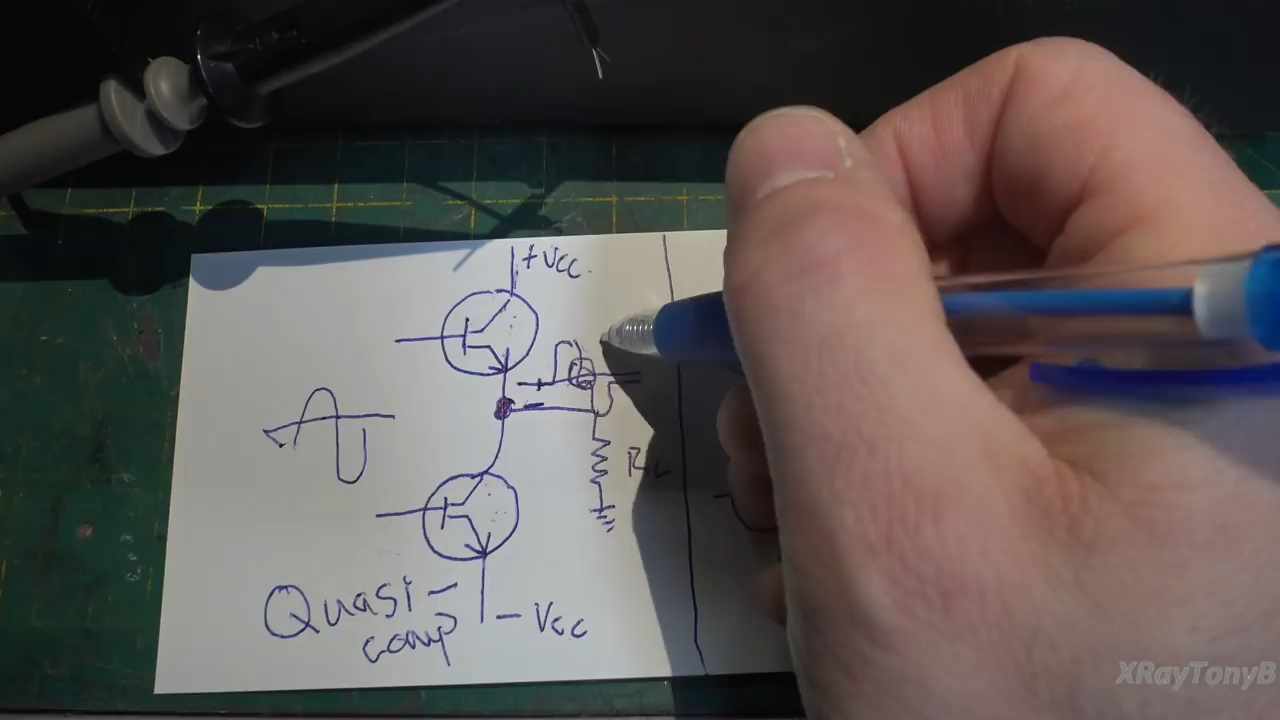 +Vcc.
RL
Quasi-
comp
- Vcc
XRayTonyB